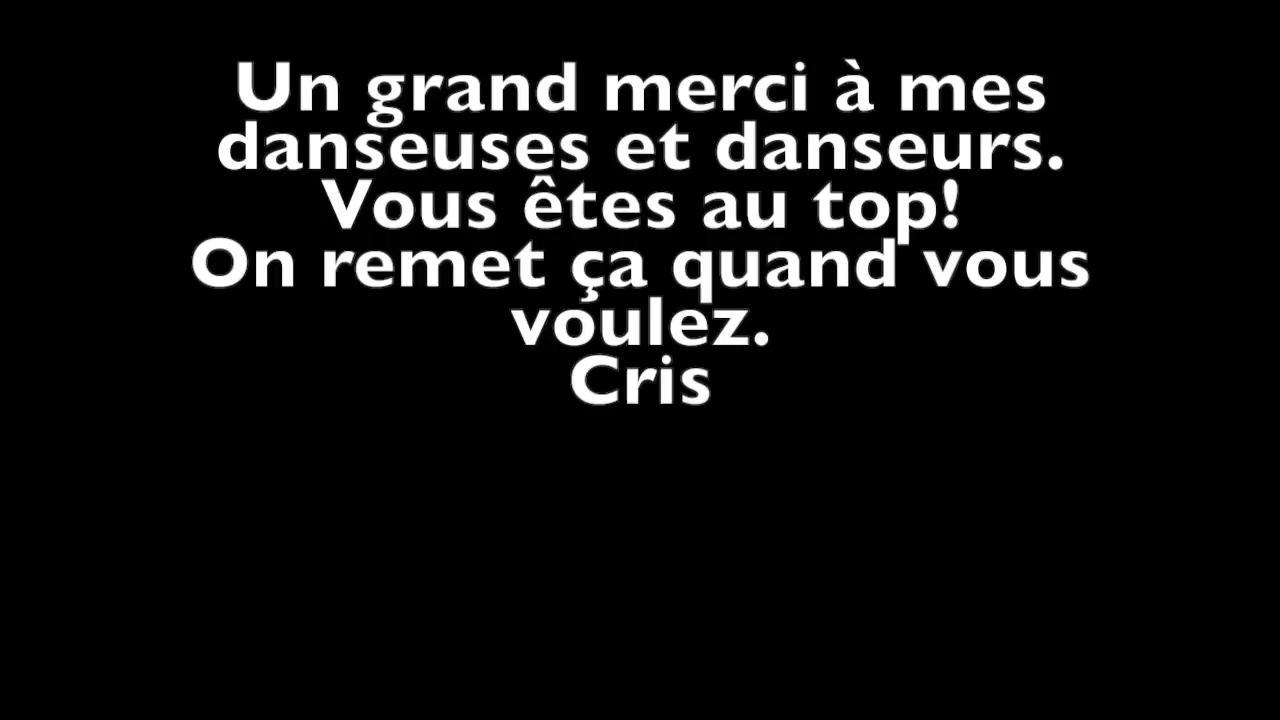 Un grand merci à mes
danseuses et danseurs.
Vous êtes au top!
On remet ça quand vous
voulez.
Cris